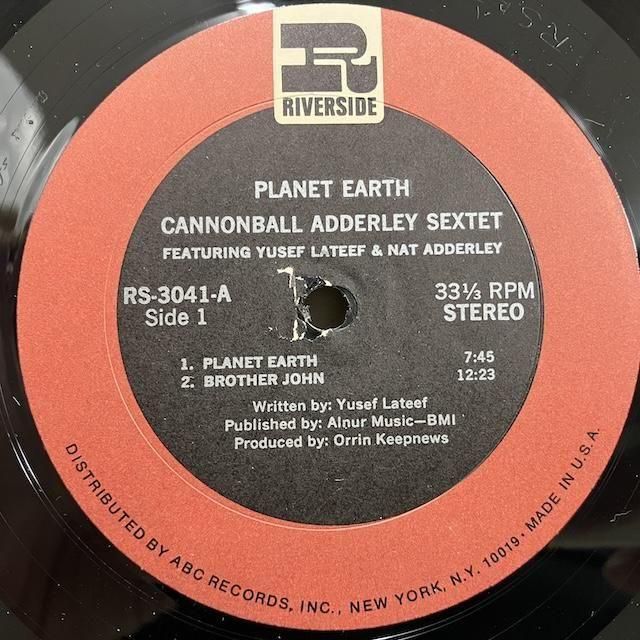 R
RIVERSIDE
PLANET EARTH
CANNONBALL ADDERLEY SEXTET
FEATURING YUSEF LATEEF & NAT ADDERLEY
RS-3041-A
Side 1
33⅓ RPM
STEREO
1. PLANET EARTH 7:45
2. BROTHER JOHN 12:23
Written by: Yusef Lateef
Published by: Alnur Music—BMI
Produced by: Orrin Keepnews
DISTRIBUTED BY ABC RECORDS, INC., NEW YORK, N.Y. 10019 • MADE IN U.S.A.